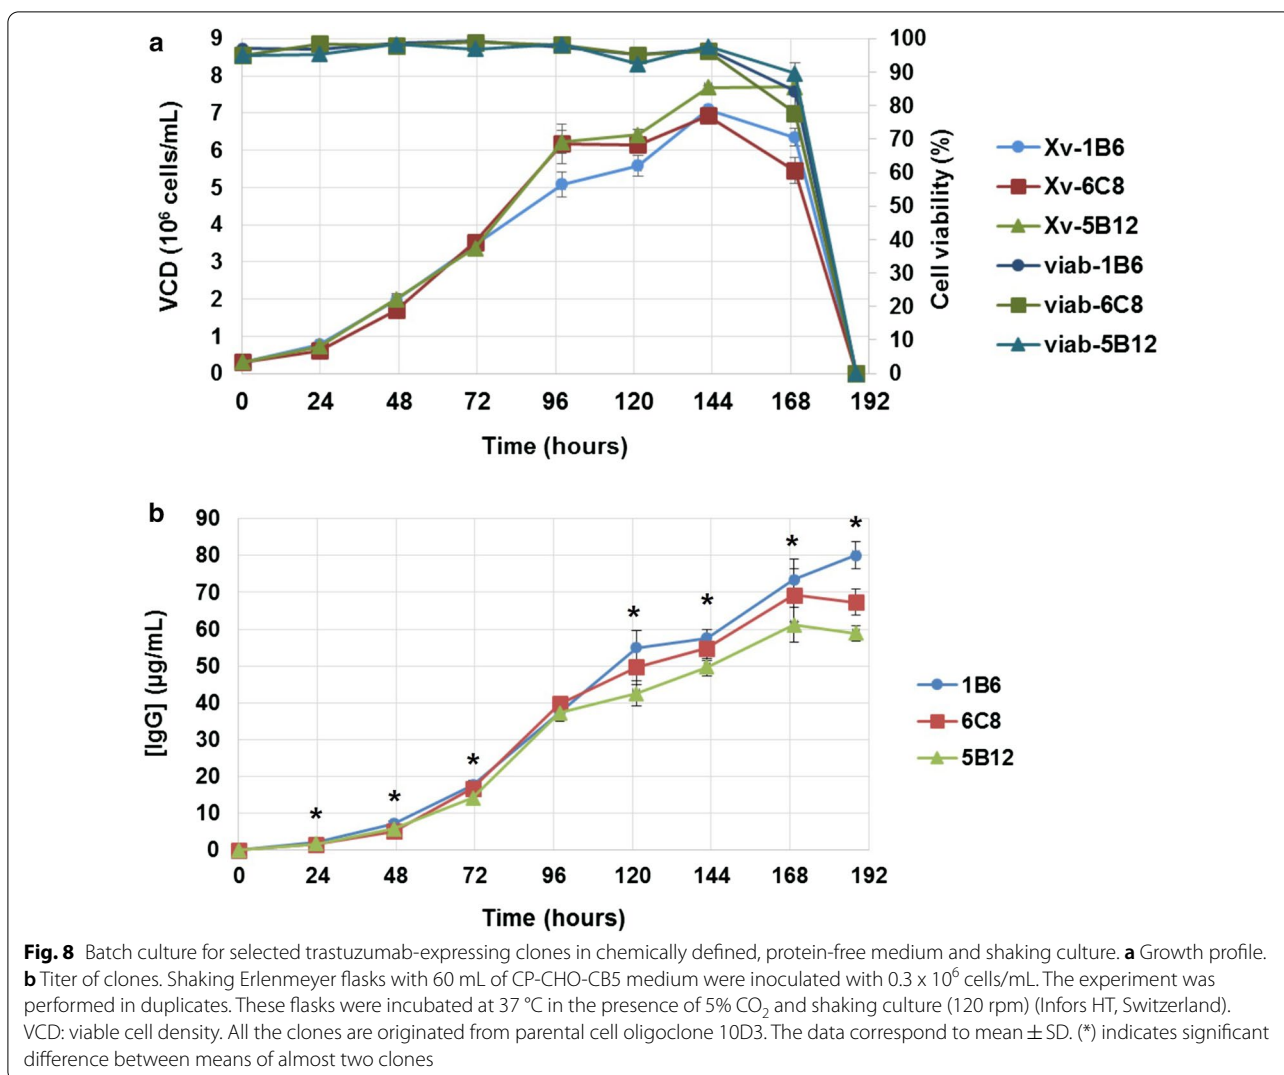 a
9
8
7
6
5
4
3
2
1
0
VCD (10⁶ cells/mL)
100
90
80
70
60
50
40
30
20
10
0
Cell viability (%)
0 24 48 72 96 120 144 168 192
Time (hours)
Xv-1B6
Xv-6C8
Xv-5B12
viab-1B6
viab-6C8
viab-5B12
b
90
80
70
60
50
40
30
20
10
0
[IgG] (µg/mL)
* * * * * * *
0 24 48 72 96 120 144 168 192
Time (hours)
1B6
6C8
5B12
Fig. 8 Batch culture for selected trastuzumab-expressing clones in chemically defined, protein-free medium and shaking culture. a Growth profile.
b Titer of clones. Shaking Erlenmeyer flasks with 60 mL of CP-CHO-CB5 medium were inoculated with 0.3 x 10⁶ cells/mL. The experiment was
performed in duplicates. These flasks were incubated at 37 °C in the presence of 5% CO₂ and shaking culture (120 rpm) (Infors HT, Switzerland).
VCD: viable cell density. All the clones are originated from parental cell oligoclone 10D3. The data correspond to mean ± SD. (*) indicates significant
difference between means of almost two clones